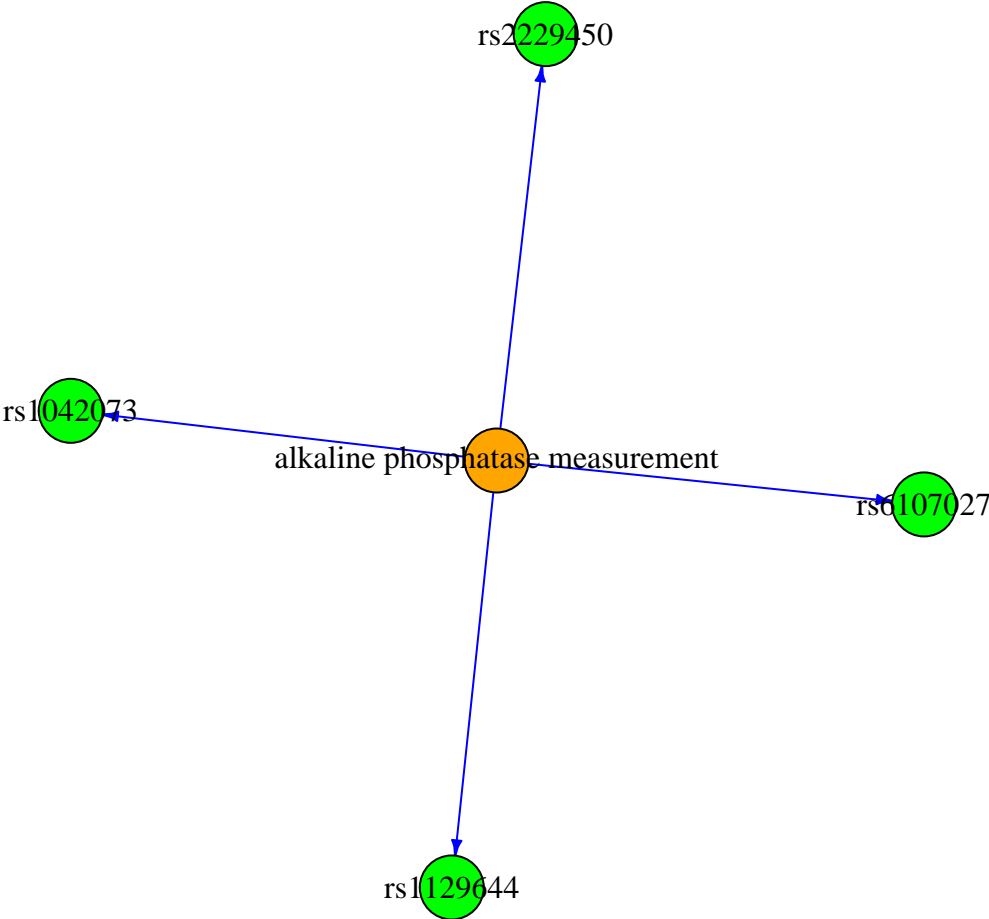 rs2229450
rs1042073
alkaline phosphatase measurement
rs6107027
rs1129644